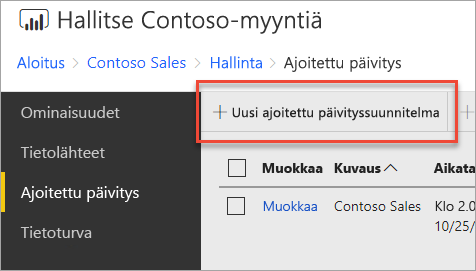 Hallitse Contoso-myyntiä
Aloitus > Contoso Sales > Hallinta > Ajoitettu päivitys
Ominaisuudet
Tietolähteet
Ajoitettu päivitys
Tietoturva
+ Uusi ajoitettu päivityssuunnitelma +
Muokkaa Kuvaus Aikata
Muokkaa Contoso Sales Klo 2.0
10/25/